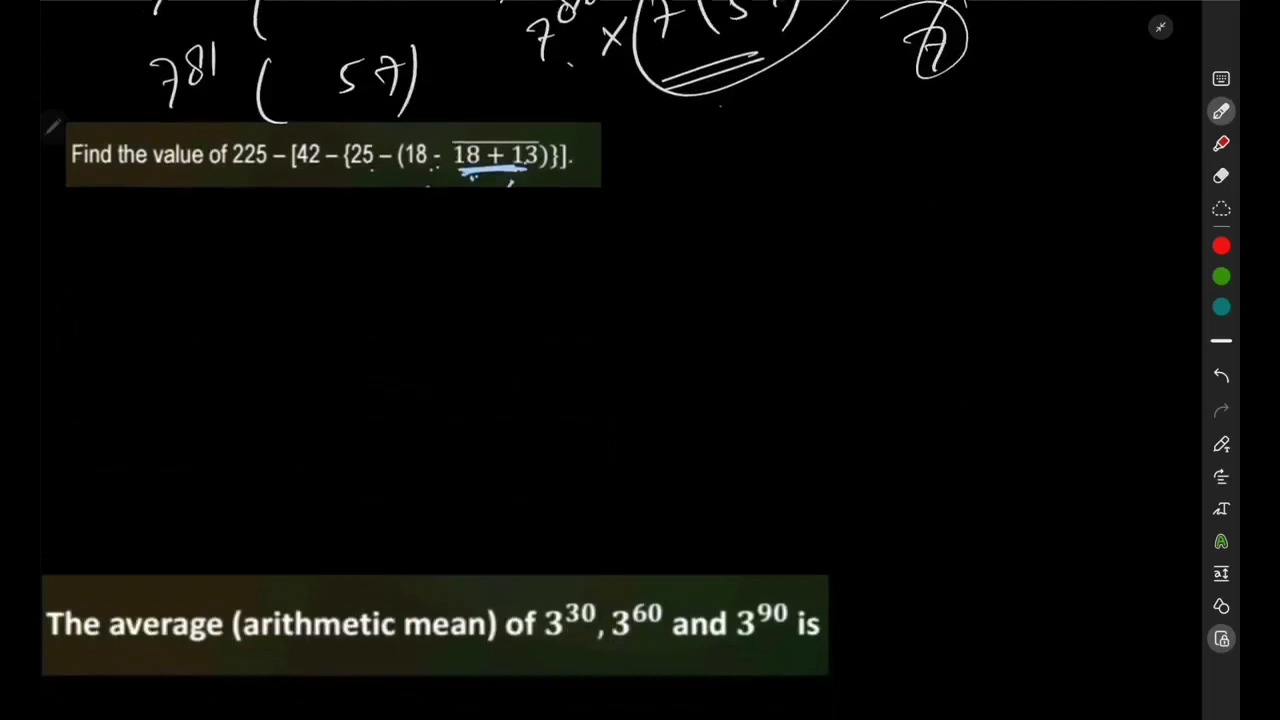 7⁸¹ ( 57)
Find the value of 225 – [42 – {25 – (18 - \overline{18 + 13})}].
The average (arithmetic mean) of 3³⁰, 3⁶⁰ and 3⁹⁰ is